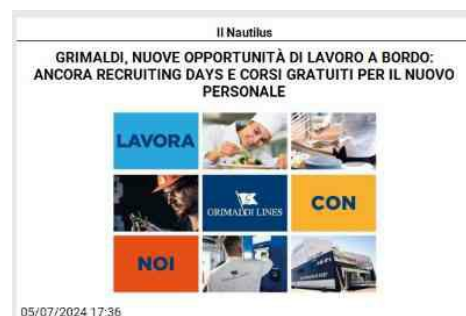 Il Nautilus
GRIMALDI, NUOVE OPPORTUNITÀ DI LAVORO A BORDO:
ANCORA RECRUITING DAYS E CORSI GRATUITI PER IL NUOVO
PERSONALE
LAVORA
GRIMALDI LINES
CON
NOI
05/07/2024 17:36